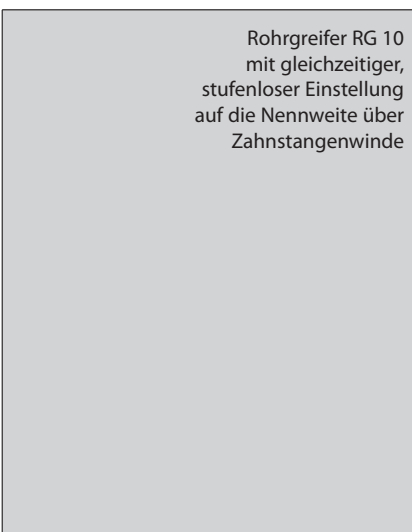 Rohrgreifer RG 10
mit gleichzeitiger,
stufenloser Einstellung
auf die Nennweite über
Zahnstangenwinde